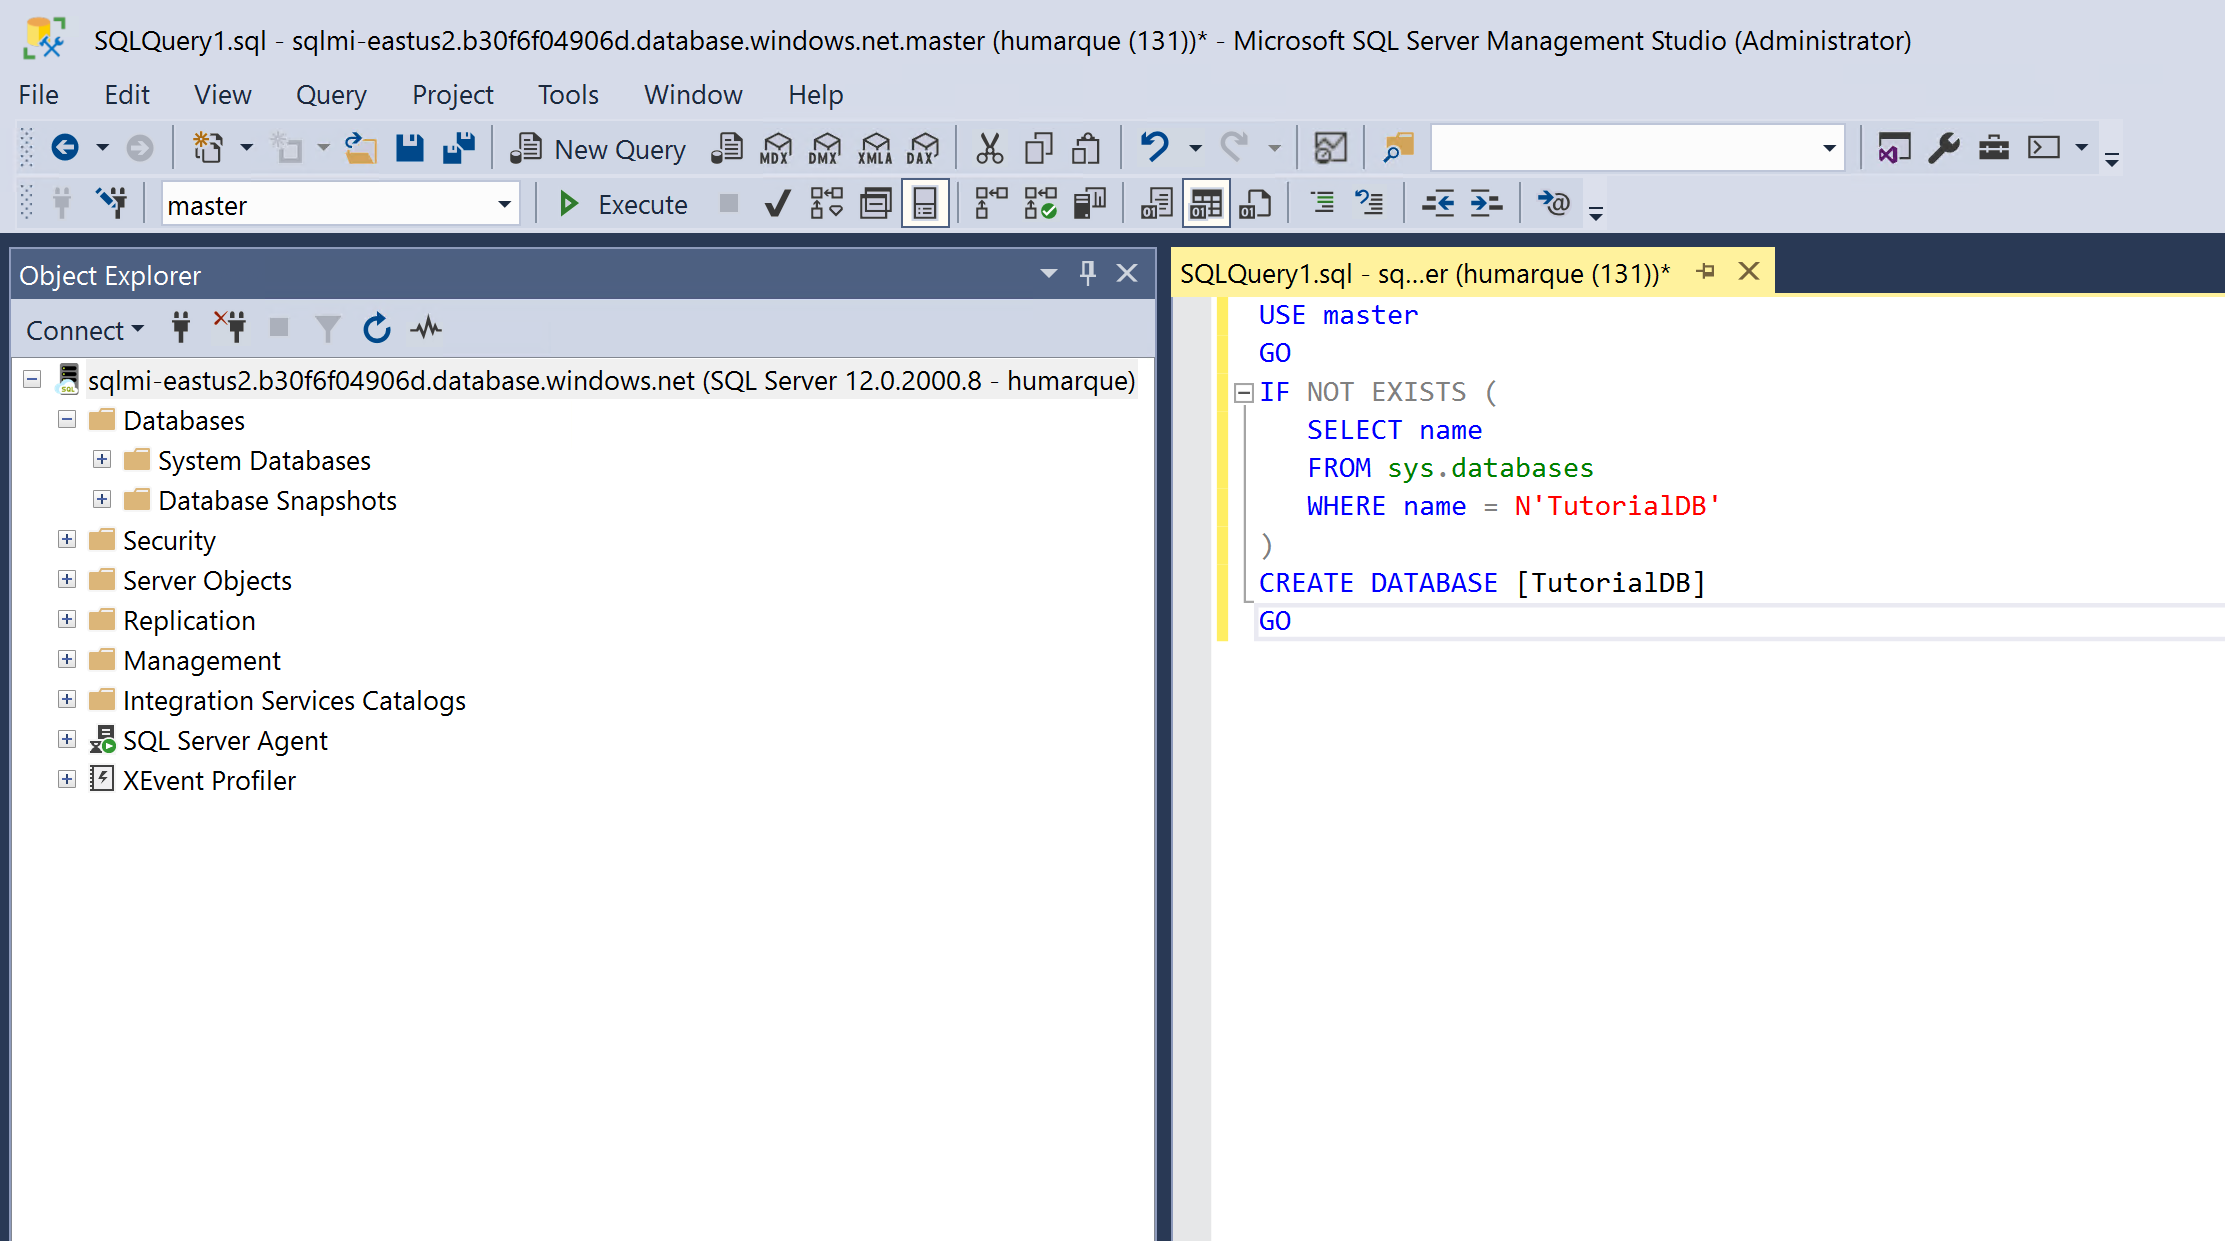 SQLQuery1.sql - sqlmi-eastus2.b30f6f04906d.database.windows.net.master (humarque (131))* - Microsoft SQL Server Management Studio (Administrator)
File Edit View Query Project Tools Window Help
New Query MDX DMX XMLA DAX
master Execute
Object Explorer
Connect
sqlmi-eastus2.b30f6f04906d.database.windows.net (SQL Server 12.0.2000.8 - humarque)
Databases
System Databases
Database Snapshots
Security
Server Objects
Replication
Management
Integration Services Catalogs
SQL Server Agent
XEvent Profiler
SQLQuery1.sql - sq...er (humarque (131))*
USE master
GO
IF NOT EXISTS (
SELECT name
FROM sys.databases
WHERE name = N'TutorialDB'
)
CREATE DATABASE [TutorialDB]
GO